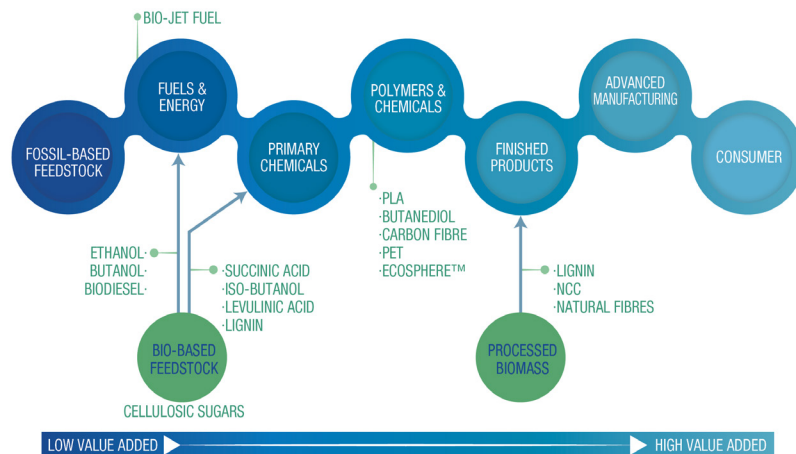 BIO-JET FUEL
FUELS &
ENERGY
POLYMERS &
CHEMICALS
ADVANCED
MANUFACTURING
FOSSIL-BASED
FEEDSTOCK
PRIMARY
CHEMICALS
FINISHED
PRODUCTS
CONSUMER
ETHANOL·
BUTANOL·
BIODIESEL·
·SUCCINIC ACID
·ISO-BUTANOL
·LEVULINIC ACID
·LIGNIN
·PLA
·BUTANEDIOL
·CARBON FIBRE
·PET
·ECOSPHERE™
·LIGNIN
·NCC
·NATURAL FIBRES
BIO-BASED
FEEDSTOCK
CELLULOSIC SUGARS
PROCESSED
BIOMASS
LOW VALUE ADDED
HIGH VALUE ADDED